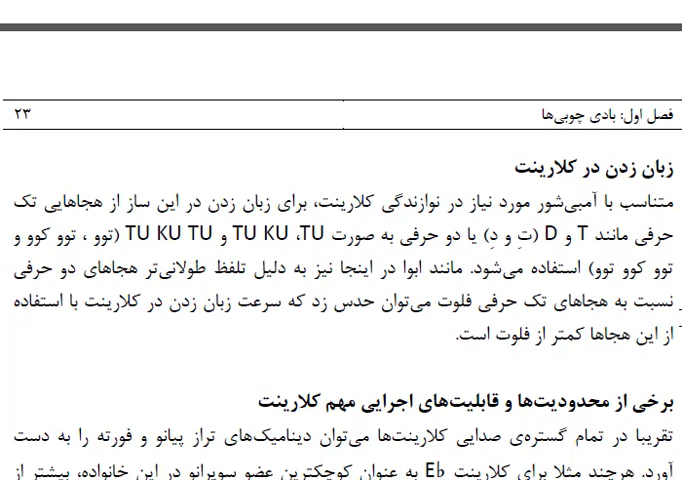 فصل اول: بادی چوبی‌ها ۲۳
زبان زدن در کلارینت
متناسب با آمبی‌شور مورد نیاز در نوازندگی کلارینت، برای زبان زدن در این ساز از هجاهایی تک
حرفی مانند T و D (تِ و دِ) یا دو حرفی به صورت TU KU ،TU و TU KU TU (توو ، توو کوو و
توو کوو توو) استفاده می‌شود. مانند ابوا در اینجا نیز به دلیل تلفظ طولانی‌تر هجاهای دو حرفی
نسبت به هجاهای تک حرفی فلوت می‌توان حدس زد که سرعت زبان زدن در کلارینت با استفاده
از این هجاها کمتر از فلوت است.
برخی از محدودیت‌ها و قابلیت‌های اجرایی مهم کلارینت
تقریبا در تمام گستره‌ی صدایی کلارینت‌ها می‌توان دینامیک‌های تراز پیانو و فورته را به دست
آورد. هرچند مثلا برای کلارینت E♭ به عنوان کوچکترین عضو سوپرانو در این خانواده، بیشتر از